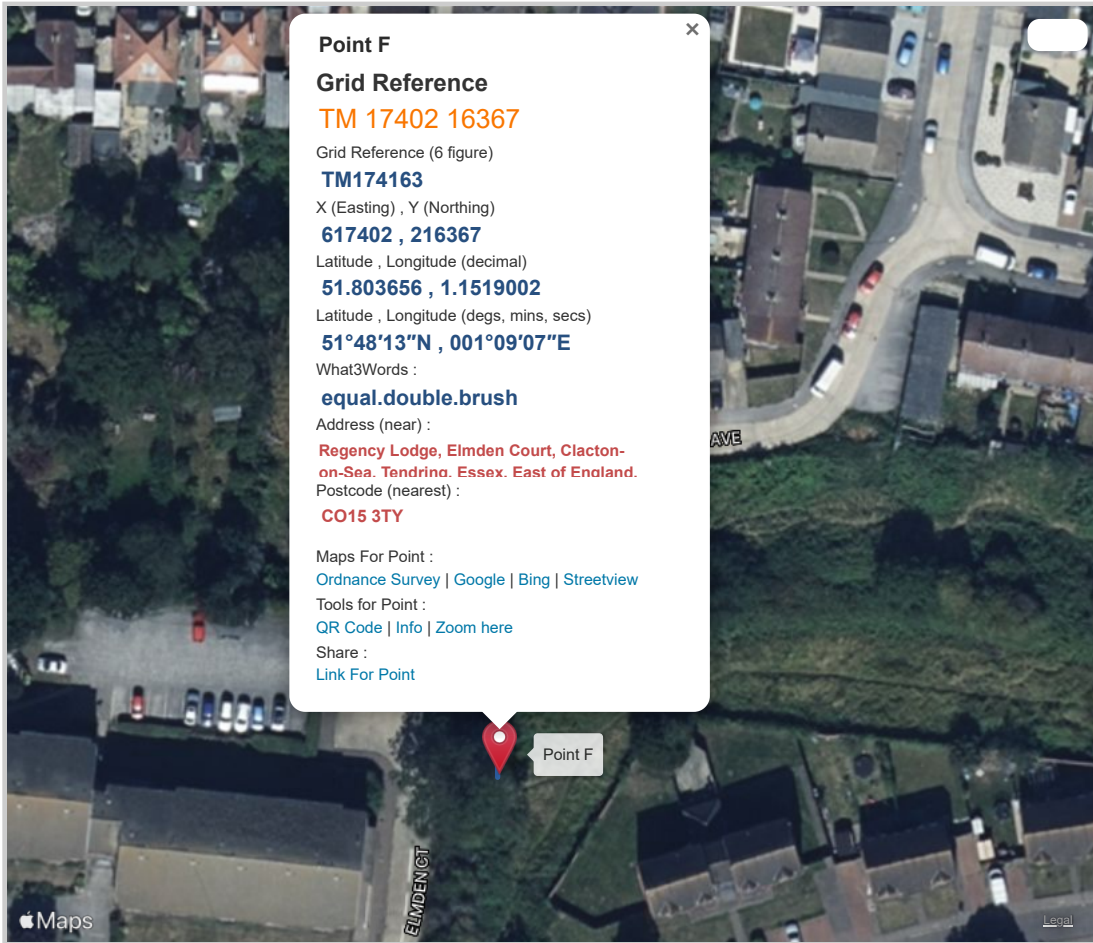 Point F
×
Grid Reference
TM 17402 16367
Grid Reference (6 figure)
TM174163
X (Easting) , Y (Northing)
617402 , 216367
Latitude , Longitude (decimal)
51.803656 , 1.1519002
Latitude , Longitude (degs, mins, secs)
51°48′13″N , 001°09′07″E
What3Words :
equal.double.brush
Address (near) :
Regency Lodge, Elmden Court, Clacton-
on-Sea, Tendring, Essex, East of England,
Postcode (nearest) :
CO15 3TY
Maps For Point :
Ordnance Survey | Google | Bing | Streetview
Tools for Point :
QR Code | Info | Zoom here
Share :
Link For Point
AVE
Point F
ELMDEN CT
Maps
Legal